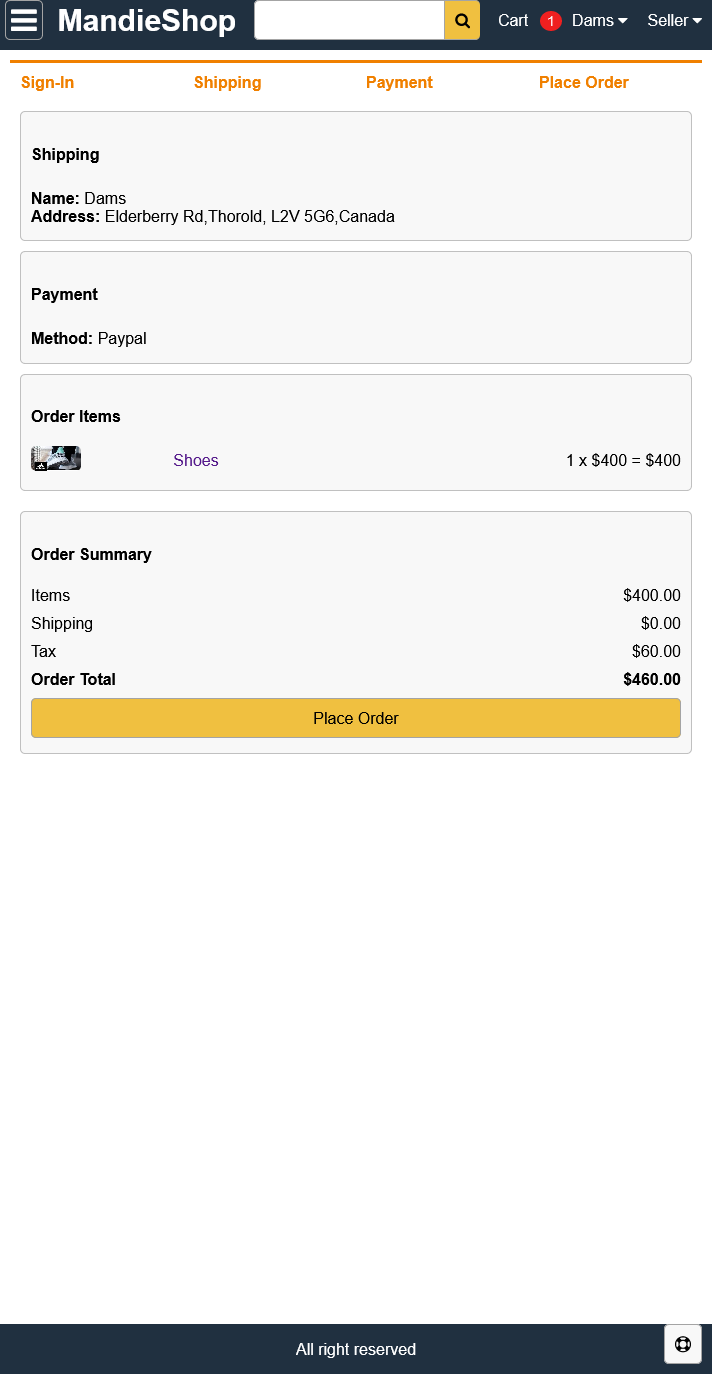 MandieShop
Cart 1 Dams Seller
Sign-In Shipping Payment Place Order
Shipping
Name: Dams
Address: Elderberry Rd,Thorold, L2V 5G6,Canada
Payment
Method: Paypal
Order Items
Shoes 1 x $400 = $400
Order Summary
Items $400.00
Shipping $0.00
Tax $60.00
Order Total $460.00
Place Order
All right reserved